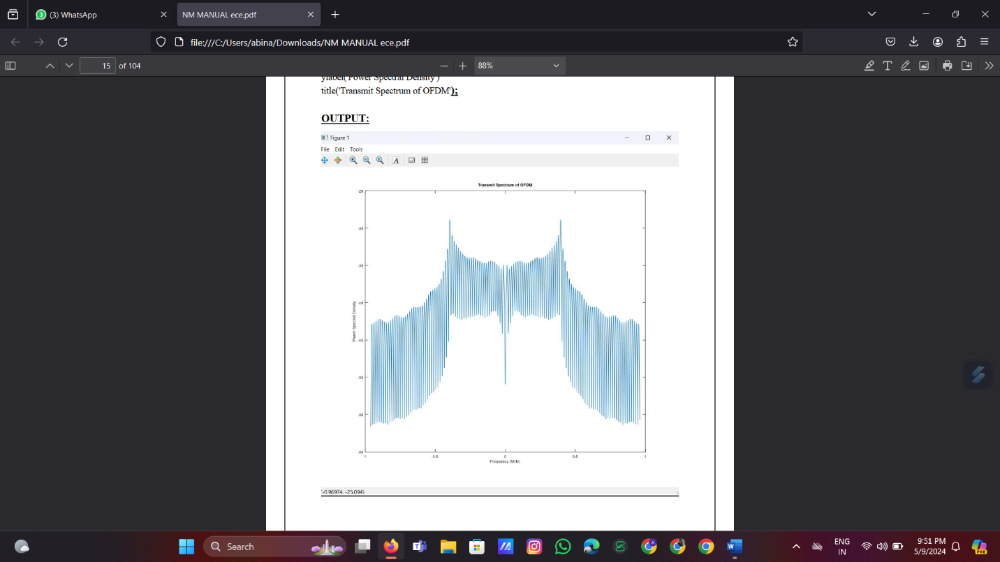 3 (3) WhatsApp
NM MANUAL ece.pdf
file:///C:/Users/abina/Downloads/NM MANUAL ece.pdf
15 of 104
88%
ylabel('Power Spectral Density')
title('Transmit Spectrum of OFDM');
OUTPUT:
Figure 1
File Edit Tools
A
Transmit Spectrum of OFDM
-25
-30
-35
-40
-45
-50
-55
-60
Power Spectral Density
-1 -0.5 0 0.5 1
Frequency (MHz)
(-0.96974, -25.094)
Search
ENG
IN
9:51 PM
5/9/2024
PRE